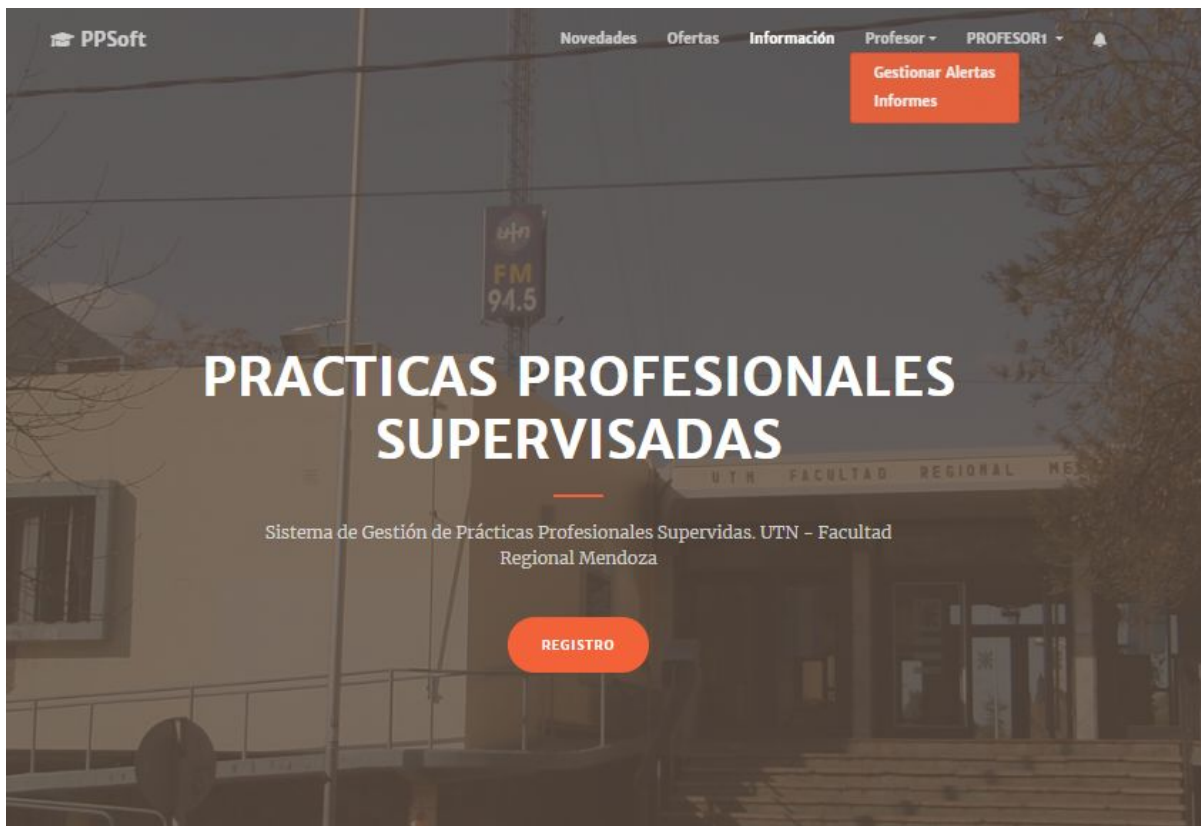 PPSoft
Novedades Ofertas Información Profesor PROFESOR1
Gestionar Alertas
Informes
utn
FM
94.5
PRACTICAS PROFESIONALES
SUPERVISADAS
UTN FACULTAD REGIONAL
Sistema de Gestión de Prácticas Profesionales Supervidas. UTN – Facultad
Regional Mendoza
REGISTRO